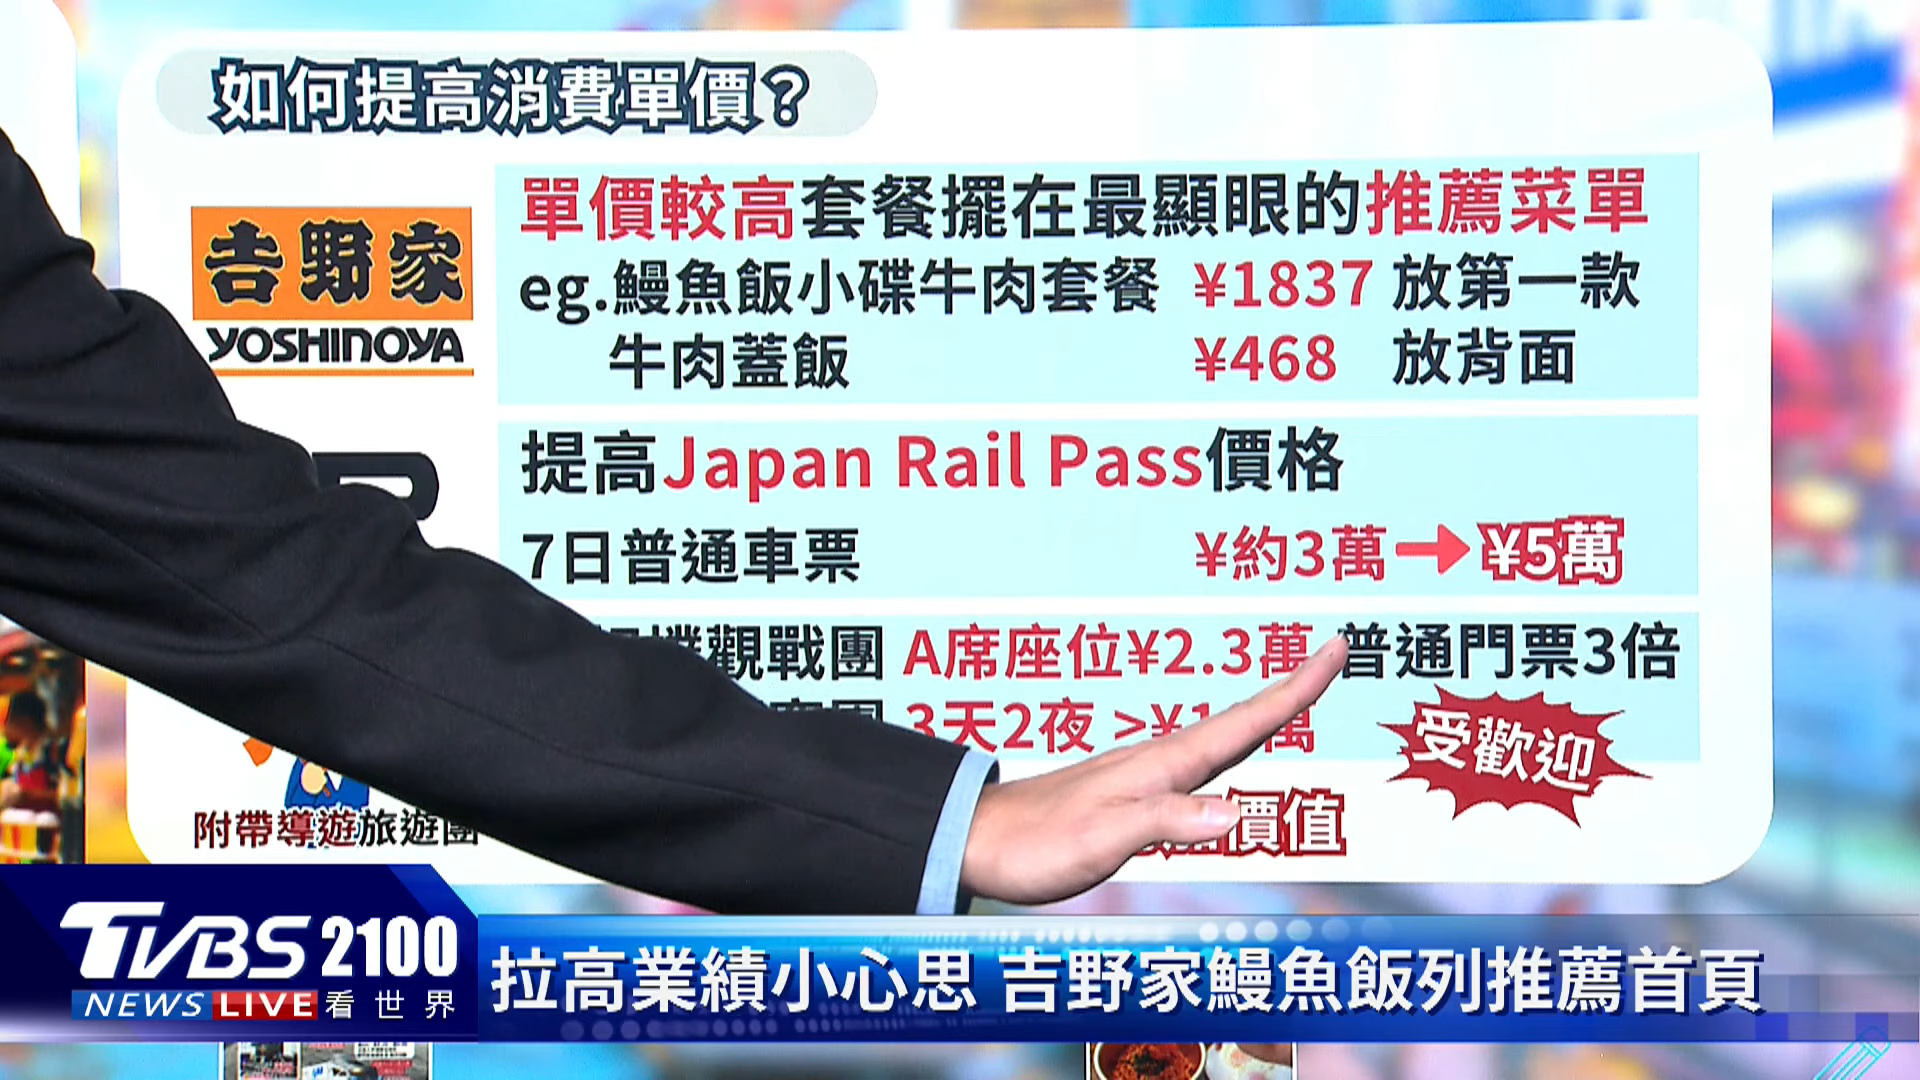 如何提高消費單價？
吉野家
YOSHINOYA
單價較高套餐擺在最顯眼的推薦菜單
eg.鰻魚飯小碟牛肉套餐 ¥1837 放第一款
牛肉蓋飯 ¥468 放背面
提高Japan Rail Pass價格
7日普通車票 ¥約3萬→¥5萬
觀戰團 A席座位¥2.3萬 普通門票3倍
3天2夜 >¥1 萬
受歡迎
附帶導遊旅遊團
價值
TVBS 2100
NEWS LIVE 看世界
拉高業績小心思 吉野家鰻魚飯列推薦首頁